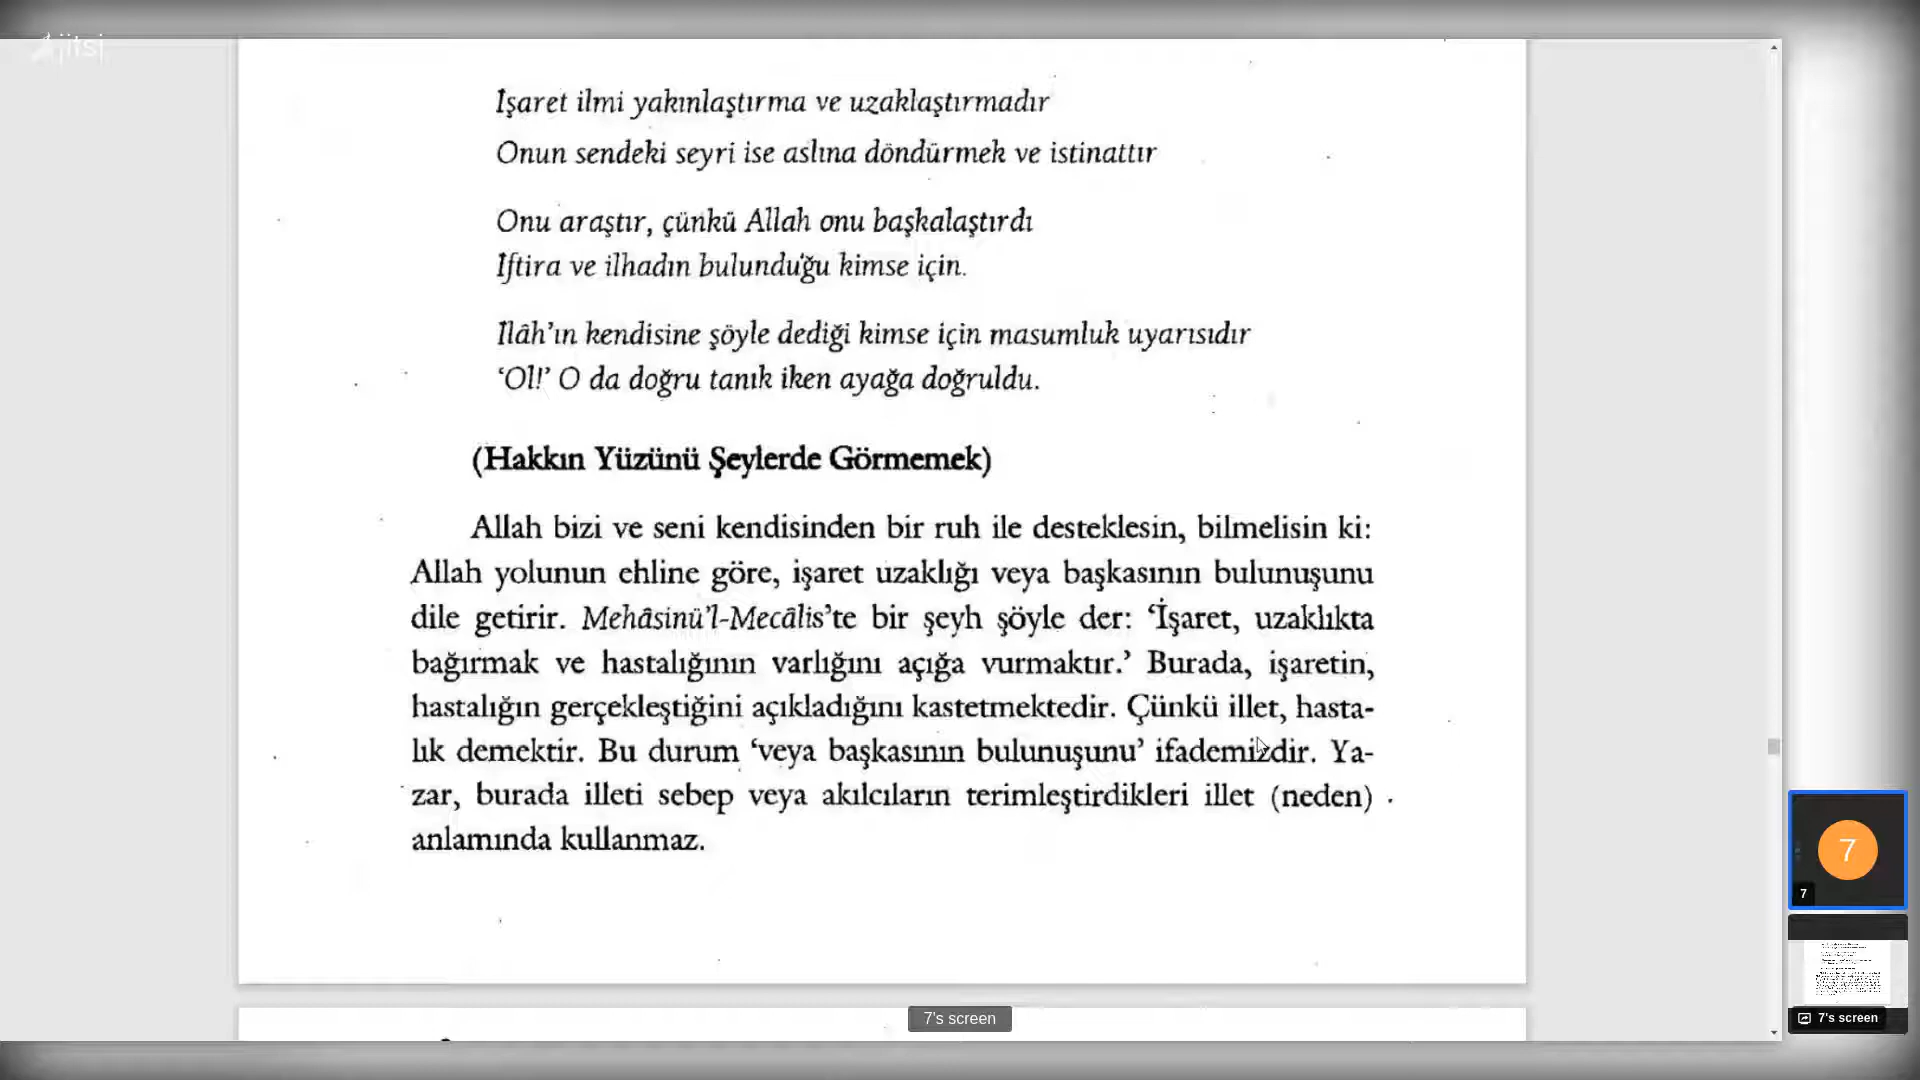 jitsi
İşaret ilmi yakınlaştırma ve uzaklaştırmadır
Onun sendeki seyri ise aslına döndürmek ve istinattır
Onu araştır, çünkü Allah onu başkalaştırdı
İftira ve ilhadın bulunduğu kimse için.
Ilâh’ın kendisine şöyle dediği kimse için masumluk uyarısıdır
‘Ol!’ O da doğru tanık iken ayağa doğruldu.
(Hakkın Yüzünü Şeylerde Görmemek)
Allah bizi ve seni kendisinden bir ruh ile desteklesin, bilmelisin ki:
Allah yolunun ehline göre, işaret uzaklığı veya başkasının bulunuşunu
dile getirir. Mehâsinü’l-Mecâlis’te bir şeyh şöyle der: ‘İşaret, uzaklıkta
bağırmak ve hastalığının varlığını açığa vurmaktır.’ Burada, işaretin,
hastalığın gerçekleştiğini açıkladığını kastetmektedir. Çünkü illet, hasta-
lık demektir. Bu durum ‘veya başkasının bulunuşunu’ ifademizdir. Ya-
zar, burada illeti sebep veya akılcıların terimleştirdikleri illet (neden)
anlamında kullanmaz.
7
7
7's screen
7's screen